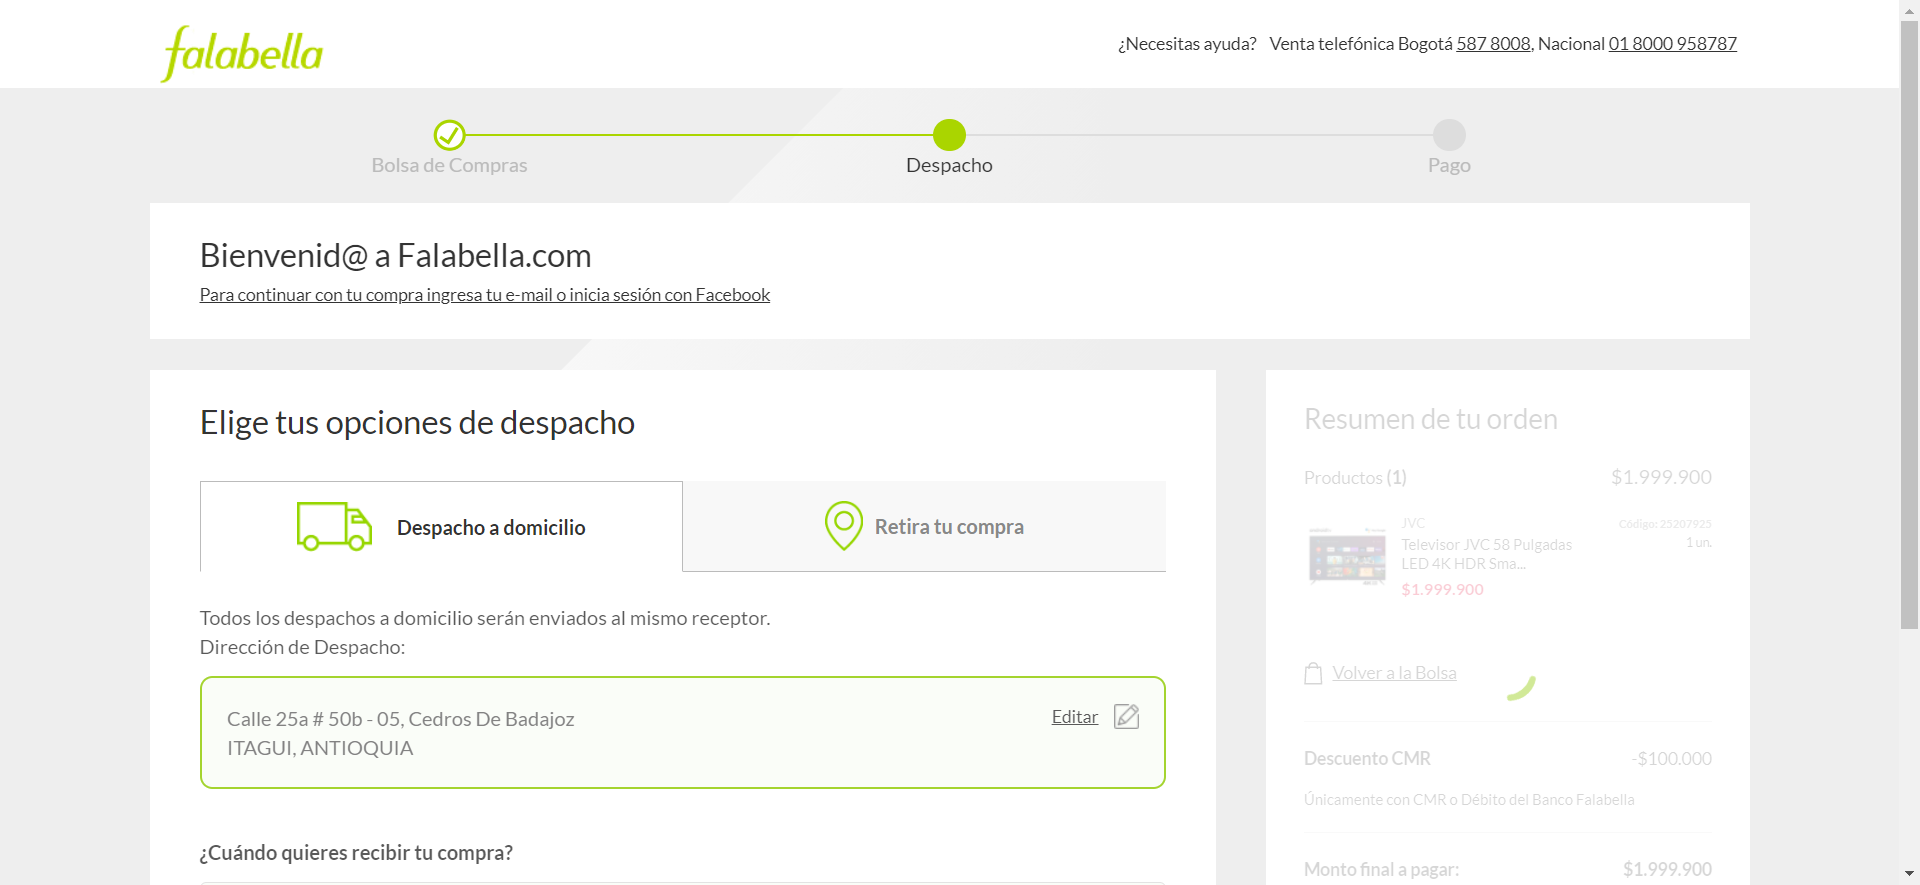 falabella
¿Necesitas ayuda? Venta telefónica Bogotá 587 8008, Nacional 01 8000 958787
Bolsa de Compras
Despacho
Pago
Bienvenid@ a Falabella.com
Para continuar con tu compra ingresa tu e-mail o inicia sesión con Facebook
Elige tus opciones de despacho
Despacho a domicilio
Retira tu compra
Todos los despachos a domicilio serán enviados al mismo receptor.
Dirección de Despacho:
Calle 25a # 50b - 05, Cedros De Badajoz
ITAGUI, ANTIOQUIA
Editar
¿Cuándo quieres recibir tu compra?
Resumen de tu orden
Productos (1) $1.999.900
JVC Código: 25207925
Televisor JVC 58 Pulgadas 1 un.
LED 4K HDR Sma...
$1.999.900
Volver a la Bolsa
Descuento CMR -$100.000
Únicamente con CMR o Débito del Banco Falabella
Monto final a pagar: $1.999.900